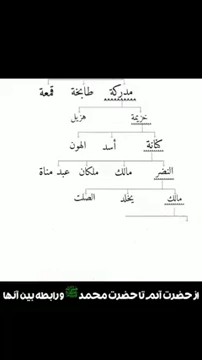 مدركة طابخة قمعة
خزيمة هزيل
كنانة أسد الهون
النضر مالك ملكان عبد مناة
مالك يخلد الصلت
از حضرت آدم تا حضرت محمد ﷺ و رابطه بین آنها